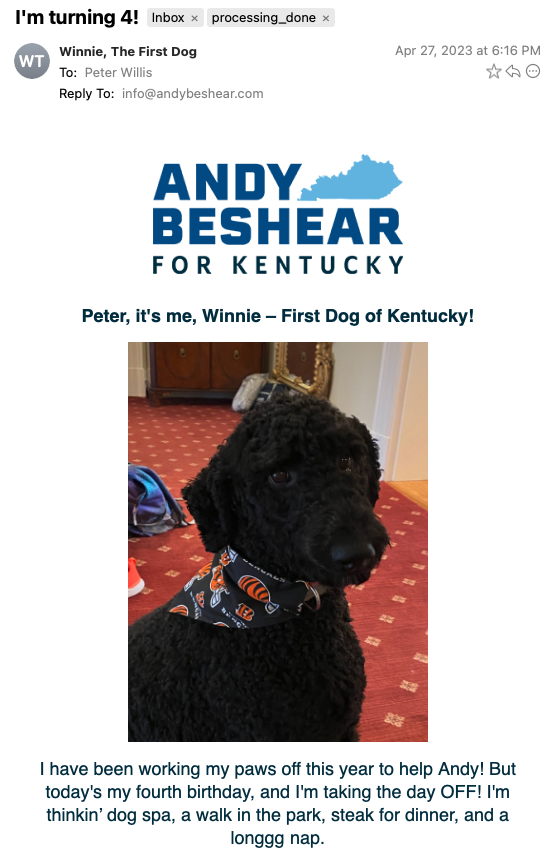 I'm turning 4! Inbox × processing_done ×
WT
Winnie, The First Dog
Apr 27, 2023 at 6:16 PM
To: Peter Willis
Reply To: info@andybeshear.com
ANDY
BESHEAR
FOR KENTUCKY
Peter, it's me, Winnie – First Dog of Kentucky!
BENGALS
B
I have been working my paws off this year to help Andy! But
today's my fourth birthday, and I'm taking the day OFF! I'm
thinkin’ dog spa, a walk in the park, steak for dinner, and a
longgg nap.